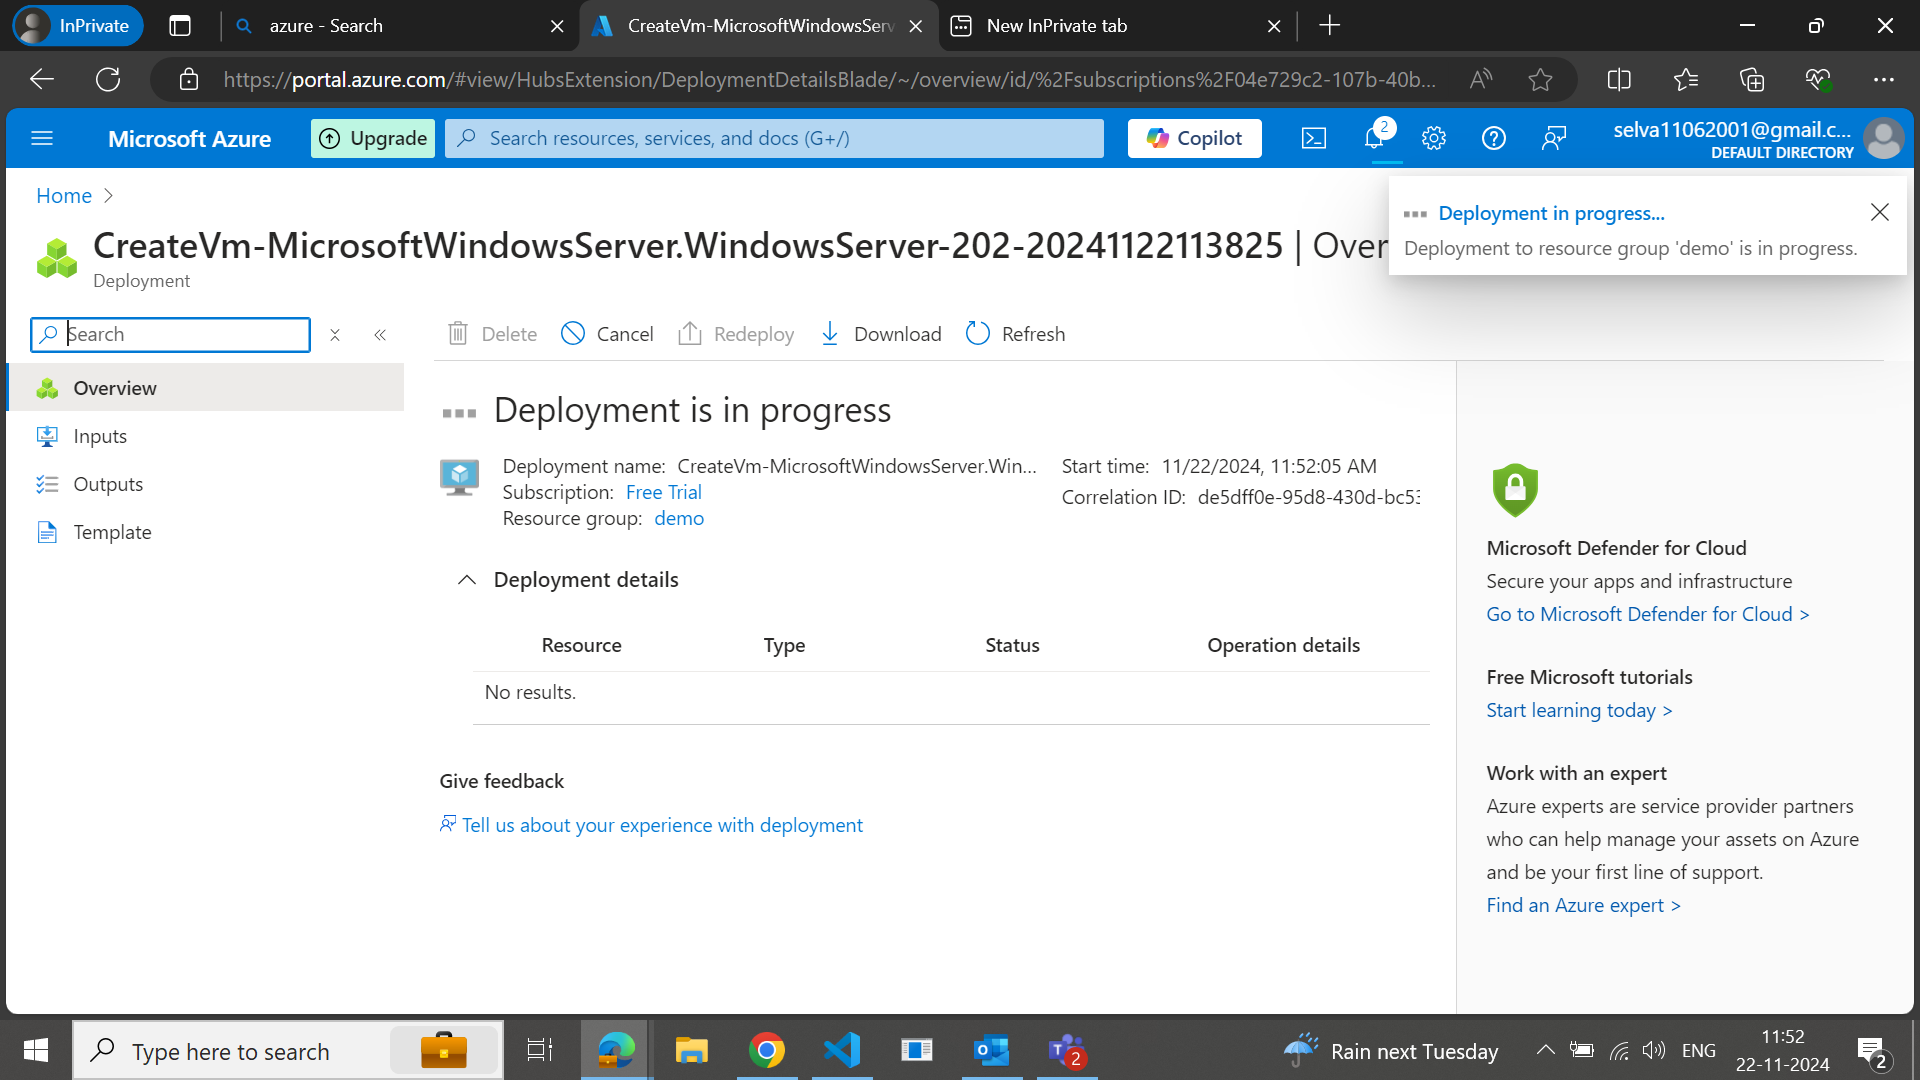 InPrivate
azure - Search
CreateVm-MicrosoftWindowsServ
New InPrivate tab
https://portal.azure.com/#view/HubsExtension/DeploymentDetailsBlade/~/overview/id/%2Fsubscriptions%2F04e729c2-107b-40b...
Microsoft Azure
Upgrade
Search resources, services, and docs (G+/)
Copilot
2
selva11062001@gmail.c...
DEFAULT DIRECTORY
Home
Deployment in progress...
Deployment to resource group 'demo' is in progress.
CreateVm-MicrosoftWindowsServer.WindowsServer-202-20241122113825 | Over
Deployment
Search
Delete
Cancel
Redeploy
Download
Refresh
Overview
Inputs
Outputs
Template
Deployment is in progress
Deployment name: CreateVm-MicrosoftWindowsServer.Win...
Subscription: Free Trial
Resource group: demo
Start time: 11/22/2024, 11:52:05 AM
Correlation ID: de5dff0e-95d8-430d-bc53
Deployment details
Resource Type Status Operation details
No results.
Give feedback
Tell us about your experience with deployment
Microsoft Defender for Cloud
Secure your apps and infrastructure
Go to Microsoft Defender for Cloud >
Free Microsoft tutorials
Start learning today >
Work with an expert
Azure experts are service provider partners
who can help manage your assets on Azure
and be your first line of support.
Find an Azure expert >
Type here to search
2
Rain next Tuesday
ENG
11:52
22-11-2024
2